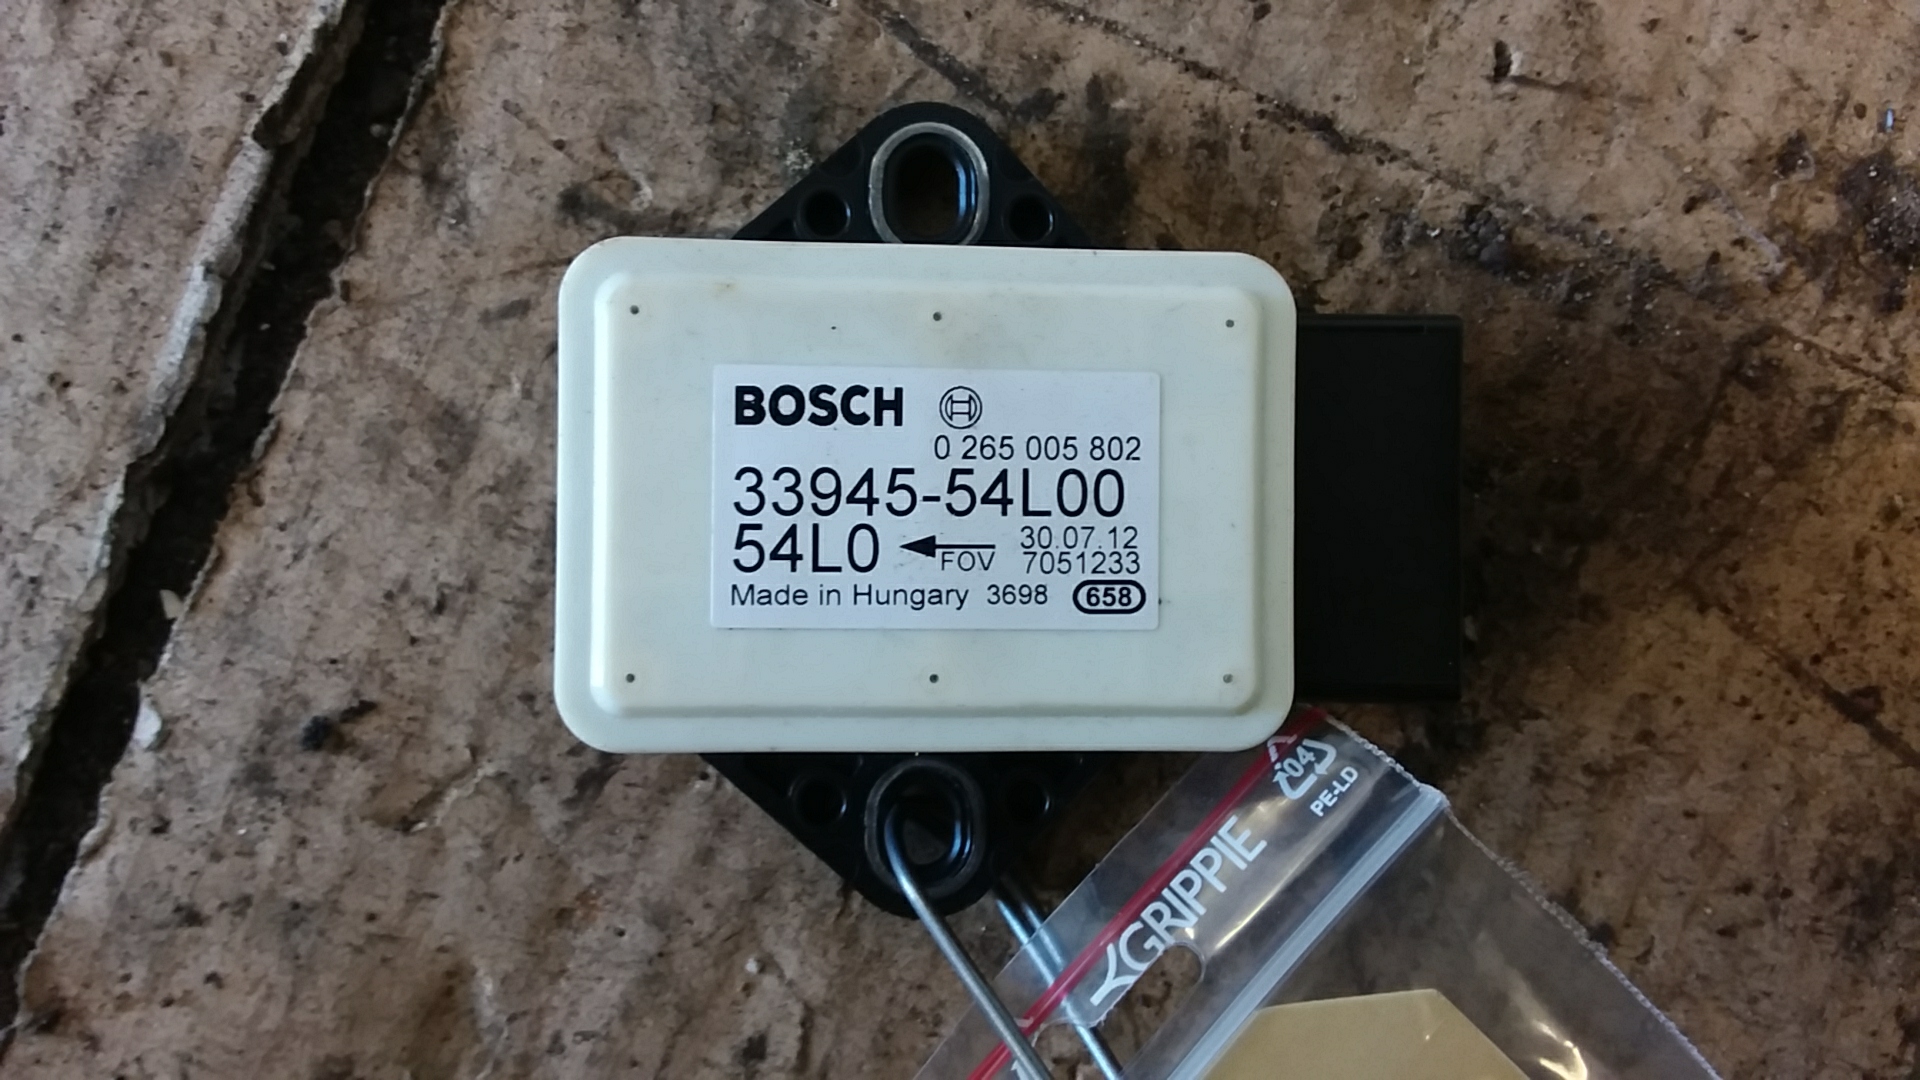 BOSCH
0 265 005 802
33945-54L00
54L0 FOV 30.07.12
7051233
Made in Hungary 3698 658
04
PE-LD
GRIPPIE